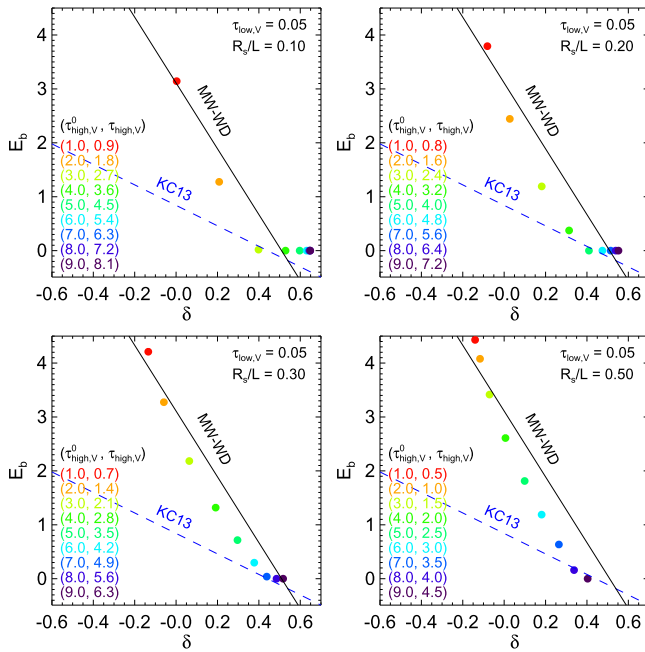 τlow,V = 0.05
Rs/L = 0.10
MW-WD
KC13
(τ⁰high,V , τhigh,V)
(1.0, 0.9)
(2.0, 1.8)
(3.0, 2.7)
(4.0, 3.6)
(5.0, 4.5)
(6.0, 5.4)
(7.0, 6.3)
(8.0, 7.2)
(9.0, 8.1)
Eb
4
3
2
1
0
-0.6 -0.4 -0.2 -0.0 0.2 0.4 0.6
δ
τlow,V = 0.05
Rs/L = 0.20
MW-WD
KC13
(τ⁰high,V , τhigh,V)
(1.0, 0.8)
(2.0, 1.6)
(3.0, 2.4)
(4.0, 3.2)
(5.0, 4.0)
(6.0, 4.8)
(7.0, 5.6)
(8.0, 6.4)
(9.0, 7.2)
Eb
4
3
2
1
0
-0.6 -0.4 -0.2 -0.0 0.2 0.4 0.6
δ
τlow,V = 0.05
Rs/L = 0.30
MW-WD
KC13
(τ⁰high,V , τhigh,V)
(1.0, 0.7)
(2.0, 1.4)
(3.0, 2.1)
(4.0, 2.8)
(5.0, 3.5)
(6.0, 4.2)
(7.0, 4.9)
(8.0, 5.6)
(9.0, 6.3)
Eb
4
3
2
1
0
-0.6 -0.4 -0.2 -0.0 0.2 0.4 0.6
δ
τlow,V = 0.05
Rs/L = 0.50
MW-WD
KC13
(τ⁰high,V , τhigh,V)
(1.0, 0.5)
(2.0, 1.0)
(3.0, 1.5)
(4.0, 2.0)
(5.0, 2.5)
(6.0, 3.0)
(7.0, 3.5)
(8.0, 4.0)
(9.0, 4.5)
Eb
4
3
2
1
0
-0.6 -0.4 -0.2 -0.0 0.2 0.4 0.6
δ